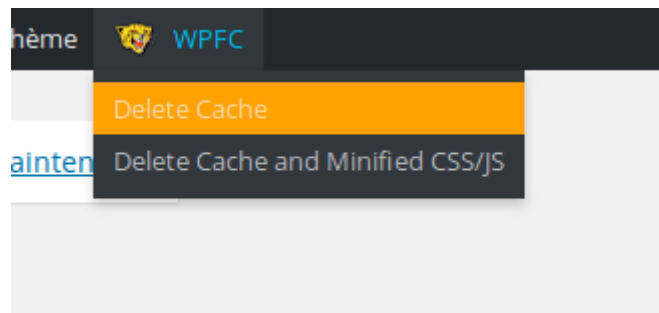 hème WPFC
Delete Cache
ainten
Delete Cache and Minified CSS/JS